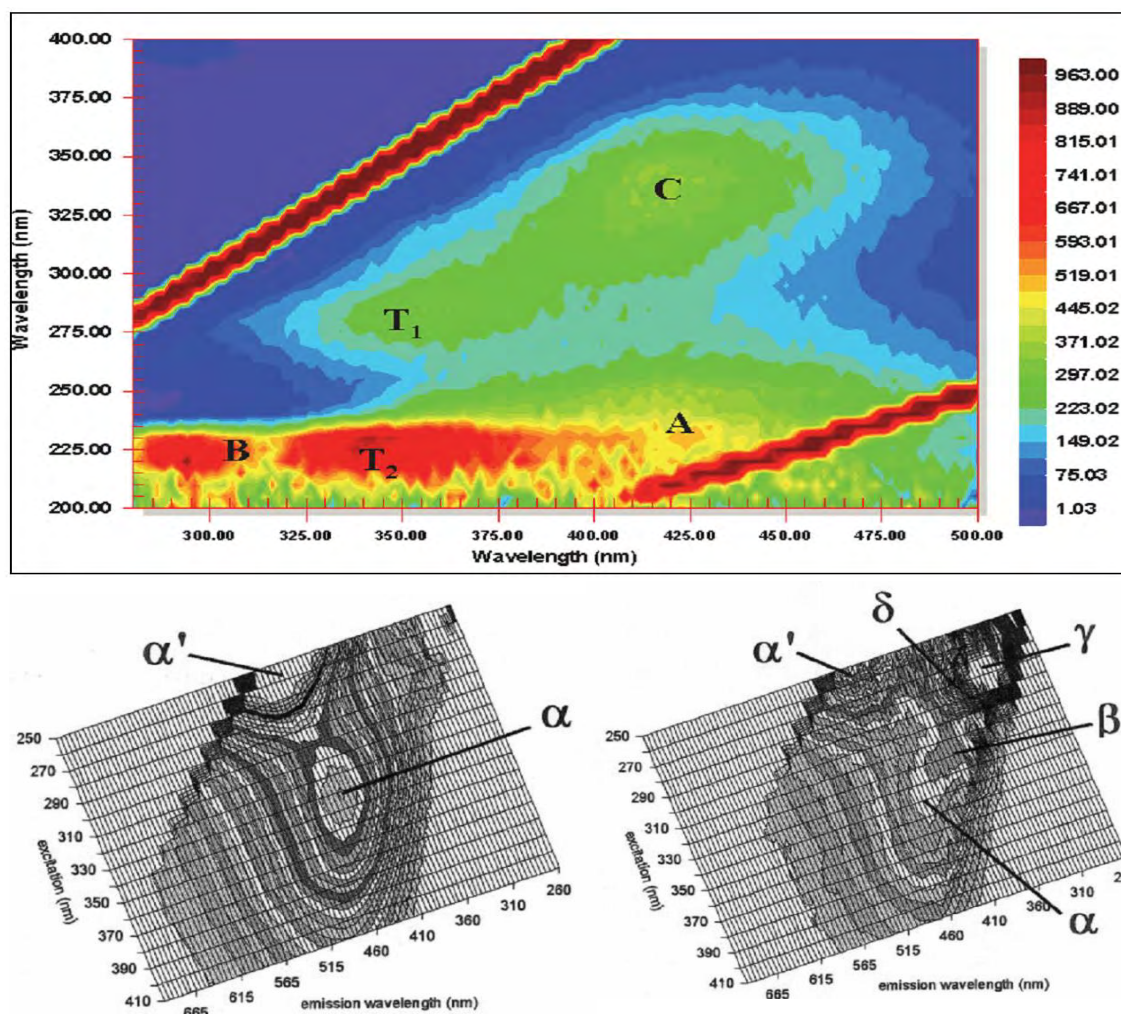 400.00
375.00
350.00
325.00
300.00
275.00
250.00
225.00
200.00
Wavelength (nm)
C
T1
A
B
T2
300.00 325.00 350.00 375.00 400.00 425.00 450.00 475.00 500.00
Wavelength (nm)
963.00
889.00
815.01
741.01
667.01
593.01
519.01
445.02
371.02
297.02
223.02
149.02
75.03
1.03
α'
α
250
270
290
310
330
350
370
390
410
excitation (nm)
665 615 565 515 460 410 360 310 260
emission wavelength (nm)
δ
α'
γ
β
α
250
270
290
310
330
350
370
390
410
excitation (nm)
665 615 565 515 460 410 360 310
emission wavelength (nm)